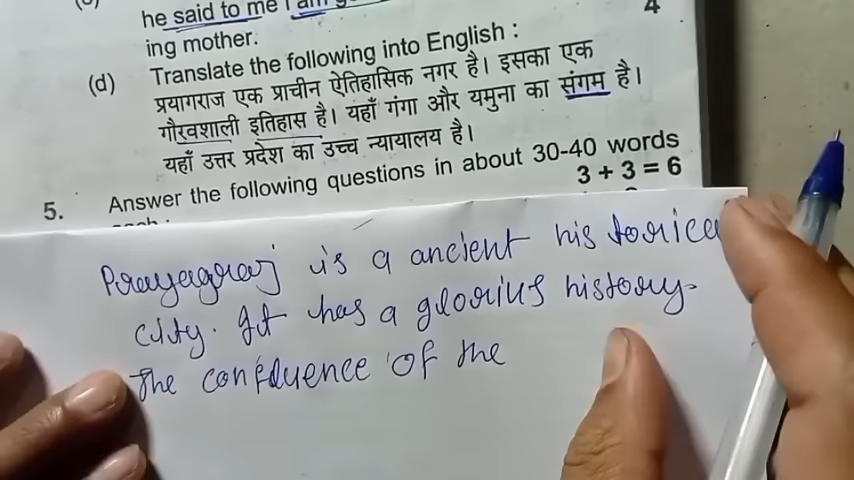 he said to me I am
ing mother.
4
(d) Translate the following into English :
प्रयागराज एक प्राचीन ऐतिहासिक नगर है। इसका एक
गौरवशाली इतिहास है। यहाँ गंगा और यमुना का संगम है।
यहाँ उत्तर प्रदेश का उच्च न्यायालय है।
5. Answer the following questions in about 30-40 words
3 + 3 = 6
Prayagraj is a ancient historica
city. It has a glorius history.
The confluence of the